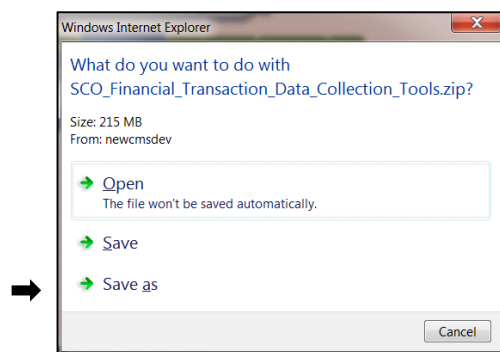 Windows Internet Explorer
What do you want to do with
SCO_Financial_Transaction_Data_Collection_Tools.zip?
Size: 215 MB
From: newcmsdev
Open
The file won't be saved automatically.
Save
Save as
Cancel